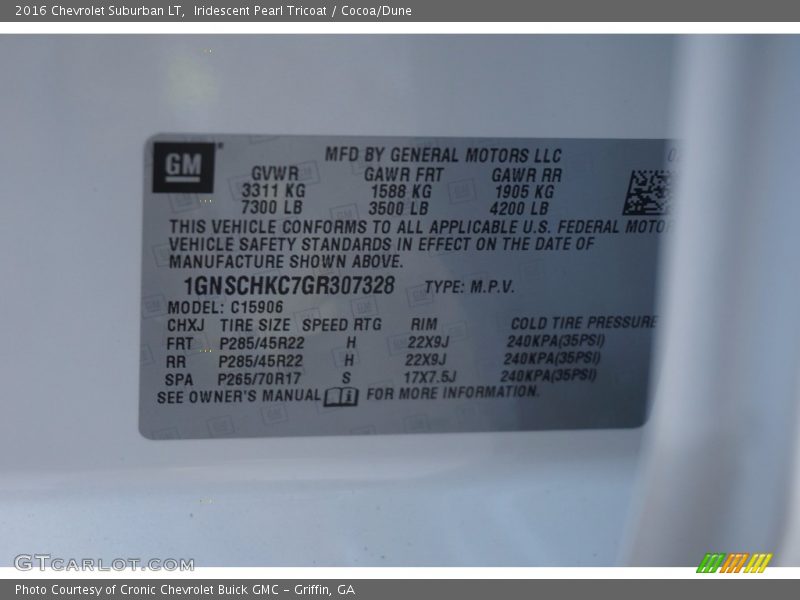 2016 Chevrolet Suburban LT,  Iridescent Pearl Tricoat / Cocoa/Dune
GM
MFD BY GENERAL MOTORS LLC
GVWR GAWR FRT GAWR RR
3311 KG 1588 KG 1905 KG
7300 LB 3500 LB 4200 LB
THIS VEHICLE CONFORMS TO ALL APPLICABLE U.S. FEDERAL MOTO
VEHICLE SAFETY STANDARDS IN EFFECT ON THE DATE OF
MANUFACTURE SHOWN ABOVE.
1GNSCHKC7GR307328 TYPE: M.P.V.
MODEL: C15906
CHXJ TIRE SIZE SPEED RTG RIM COLD TIRE PRESSURE
FRT P285/45R22 H 22X9J 240KPA(35PSI)
RR P285/45R22 H 22X9J 240KPA(35PSI)
SPA P265/70R17 S 17X7.5J 240KPA(35PSI)
SEE OWNER'S MANUAL FOR MORE INFORMATION.
GTCARLOT.COM
Photo Courtesy of Cronic Chevrolet Buick GMC - Griffin, GA